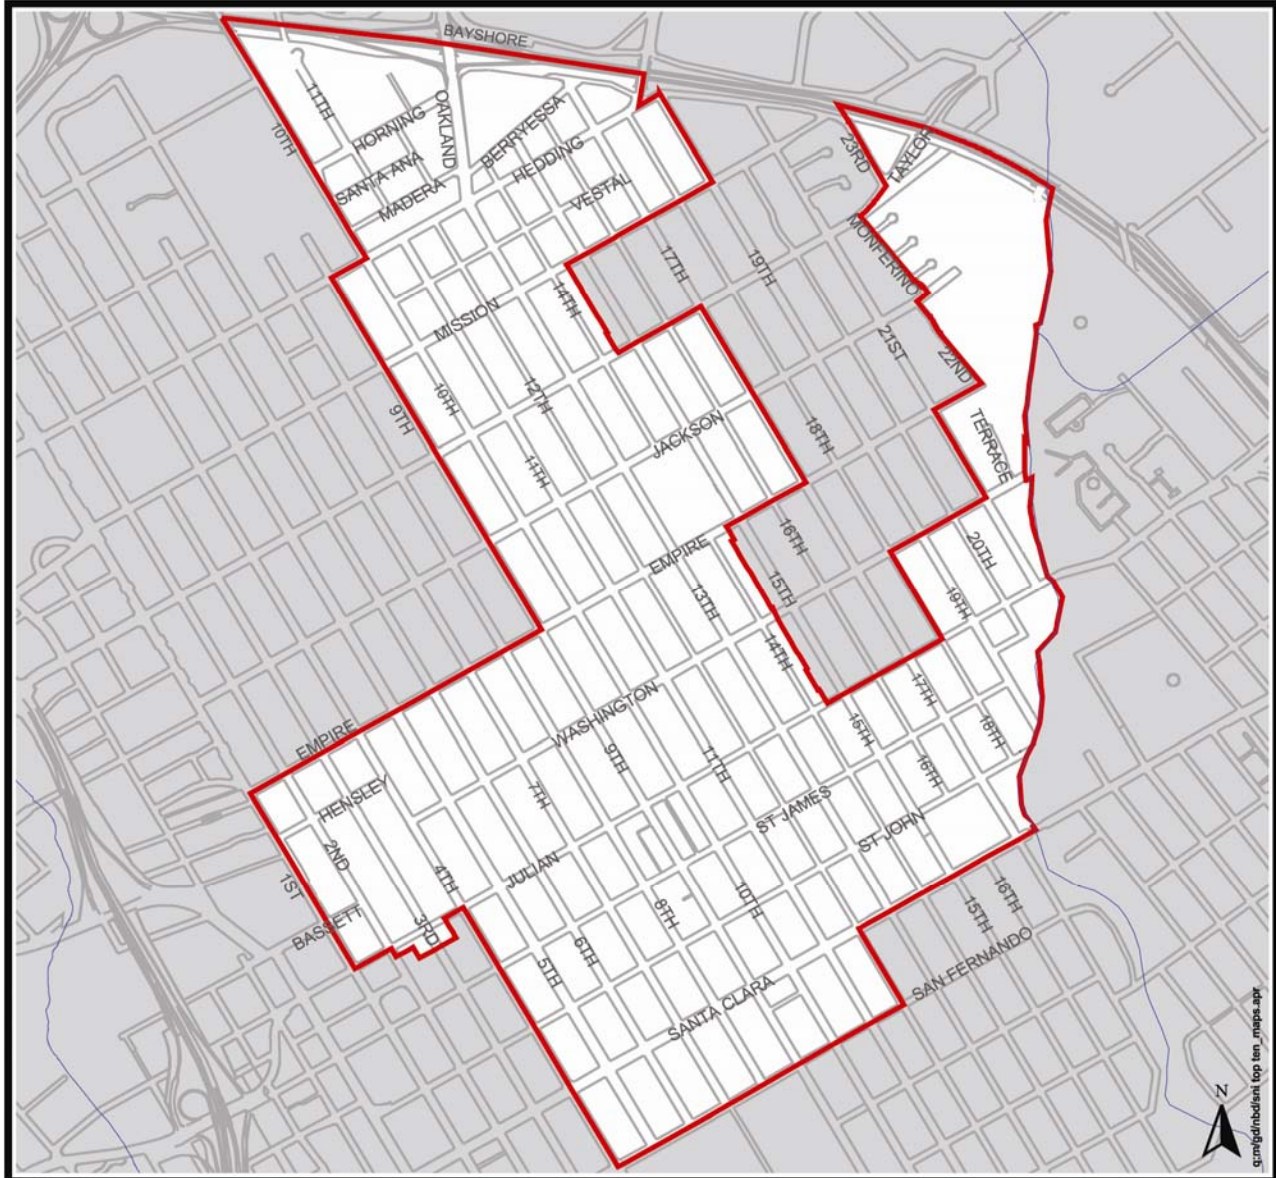 BAYSHORE
11TH
OAKLAND
10TH
HORNING
BERRYESSA
HEDDING
SANTA ANA
MADERA
VESTAL
23RD
TAYLOR
MONFERINO
17TH
19TH
14TH
MISSION
21ST
22ND
10TH
12TH
9TH
JACKSON
18TH
TERRACE
11TH
EMPIRE
16TH
20TH
15TH
13TH
19TH
14TH
WASHINGTON
17TH
EMPIRE
15TH
18TH
9TH
11TH
16TH
HENSLEY
7TH
ST JAMES
ST JOHN
2ND
JULIAN
4TH
1ST
8TH
10TH
16TH
15TH
BASSETT
3RD
6TH
5TH
SAN FERNANDO
SANTA CLARA
N
q:m/gd/nbd/sni top ten_maps.apr